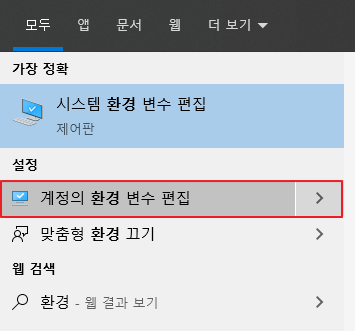 모두 앱 문서 웹 더 보기
가장 정확
시스템 환경 변수 편집
제어판
설정
계정의 환경 변수 편집
맞춤형 환경 끄기
웹 검색
환경 - 웹 결과 보기